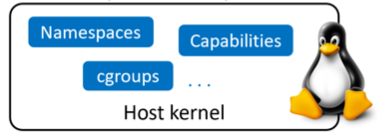 Namespaces
Capabilities
cgroups
...
Host kernel